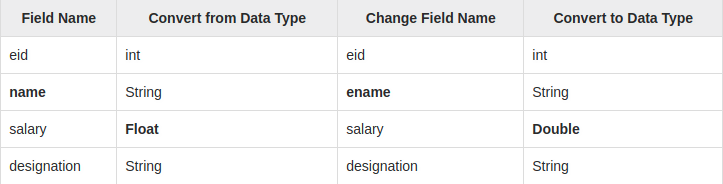 Field Name Convert from Data Type Change Field Name Convert to Data Type
eid int eid int
name String ename String
salary Float salary Double
designation String designation String